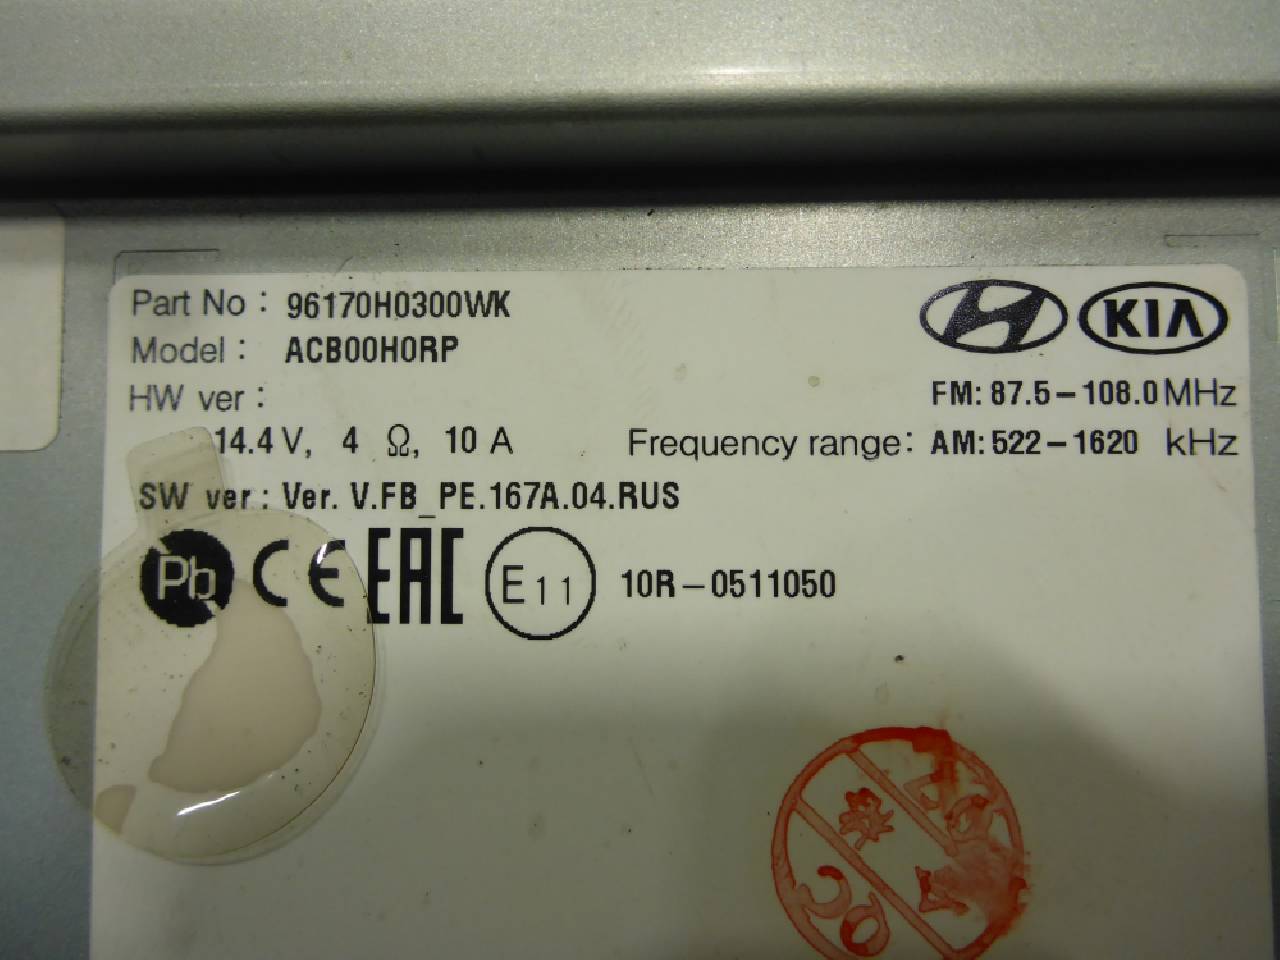 Part No : 96170H0300WK
KIA
Model : ACB00H0RP
HW ver :
FM: 87.5-108.0 MHz
14.4 V, 4 Ω, 10 A
Frequency range: AM: 522-1620 kHz
SW ver.: Ver. V.FB_PE.167A.04.RUS
Pb CE EAC E11 10R-0511050